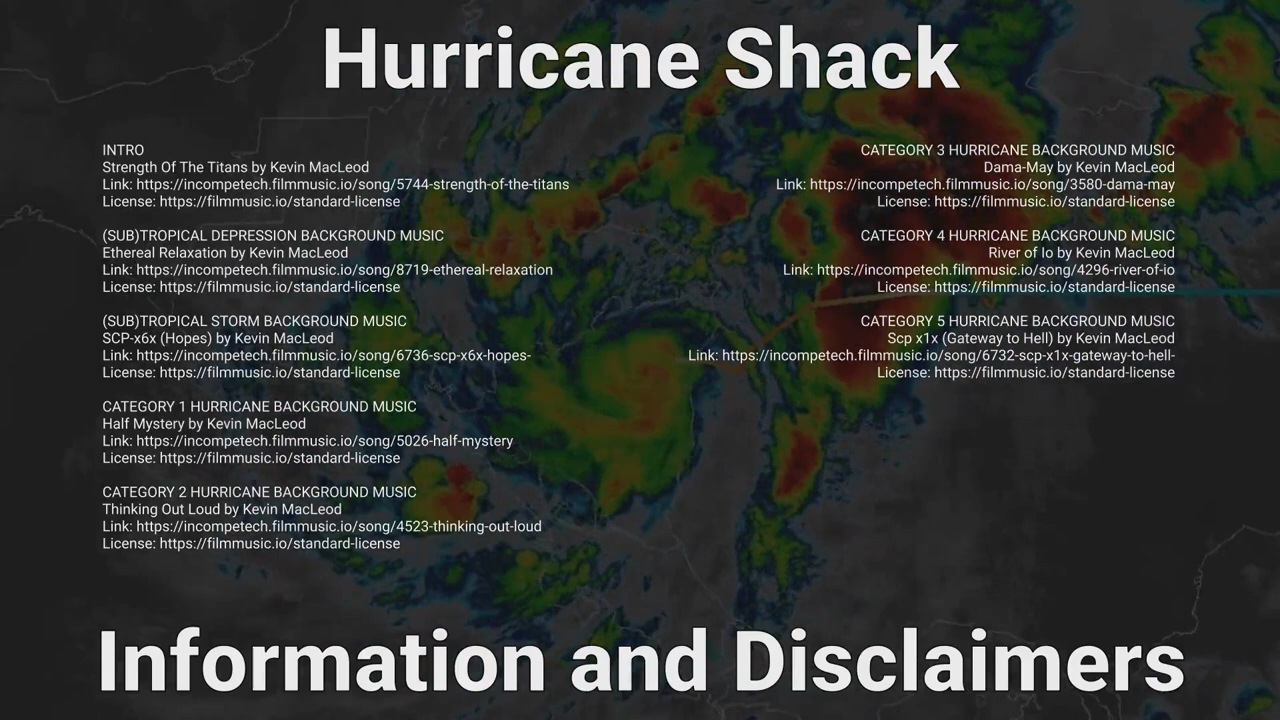 Hurricane Shack
INTRO
Strength Of The Titans by Kevin MacLeod
Link: https://incompetech.filmmusic.io/song/5744-strength-of-the-titans
License: https://filmmusic.io/standard-license
(SUB)TROPICAL DEPRESSION BACKGROUND MUSIC
Ethereal Relaxation by Kevin MacLeod
Link: https://incompetech.filmmusic.io/song/8719-ethereal-relaxation
License: https://filmmusic.io/standard-license
(SUB)TROPICAL STORM BACKGROUND MUSIC
SCP-x6x (Hopes) by Kevin MacLeod
Link: https://incompetech.filmmusic.io/song/6736-scp-x6x-hopes-
License: https://filmmusic.io/standard-license
CATEGORY 1 HURRICANE BACKGROUND MUSIC
Half Mystery by Kevin MacLeod
Link: https://incompetech.filmmusic.io/song/5026-half-mystery
License: https://filmmusic.io/standard-license
CATEGORY 2 HURRICANE BACKGROUND MUSIC
Thinking Out Loud by Kevin MacLeod
Link: https://incompetech.filmmusic.io/song/4523-thinking-out-loud
License: https://filmmusic.io/standard-license
CATEGORY 3 HURRICANE BACKGROUND MUSIC
Dama-May by Kevin MacLeod
Link: https://incompetech.filmmusic.io/song/3580-dama-may
License: https://filmmusic.io/standard-license
CATEGORY 4 HURRICANE BACKGROUND MUSIC
River of Io by Kevin MacLeod
Link: https://incompetech.filmmusic.io/song/4296-river-of-io
License: https://filmmusic.io/standard-license
CATEGORY 5 HURRICANE BACKGROUND MUSIC
Scp x1x (Gateway to Hell) by Kevin MacLeod
Link: https://incompetech.filmmusic.io/song/6732-scp-x1x-gateway-to-hell-
License: https://filmmusic.io/standard-license
Information and Disclaimers